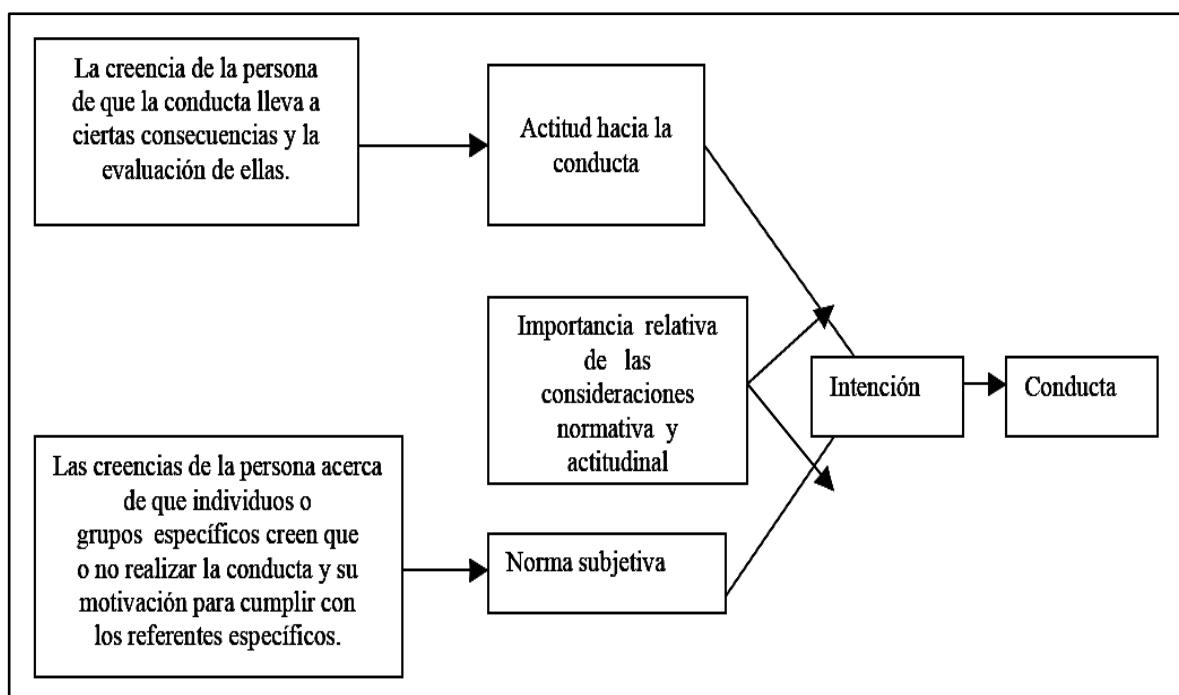 La creencia de la persona
de que la conducta lleva a
ciertas consecuencias y la
evaluación de ellas.
Actitud hacia la
conducta
Importancia relativa
de las
consideraciones
normativa y
actitudinal
Intención
Conducta
Las creencias de la persona acerca
de que individuos o
grupos específicos creen que
o no realizar la conducta y su
motivación para cumplir con
los referentes específicos.
Norma subjetiva